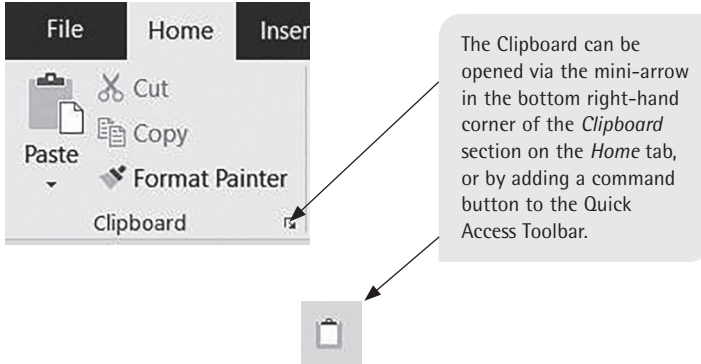 File Home Inser
Cut
Copy
Paste
Format Painter
Clipboard
The Clipboard can be
opened via the mini-arrow
in the bottom right-hand
corner of the Clipboard
section on the Home tab,
or by adding a command
button to the Quick
Access Toolbar.